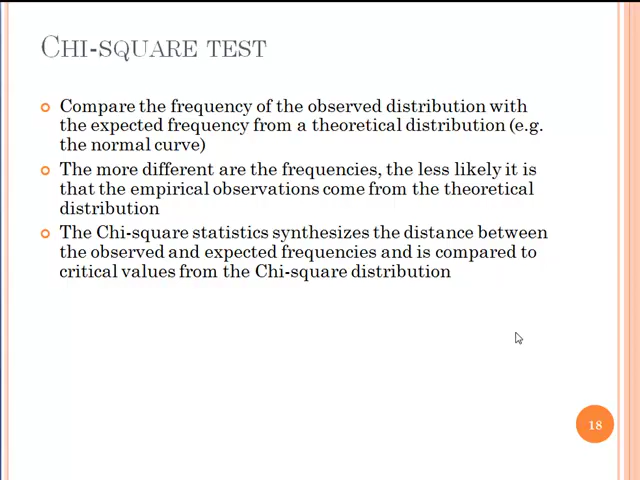 CHI-SQUARE TEST
Compare the frequency of the observed distribution with
the expected frequency from a theoretical distribution (e.g.
the normal curve)
The more different are the frequencies, the less likely it is
that the empirical observations come from the theoretical
distribution
The Chi-square statistics synthesizes the distance between
the observed and expected frequencies and is compared to
critical values from the Chi-square distribution
18